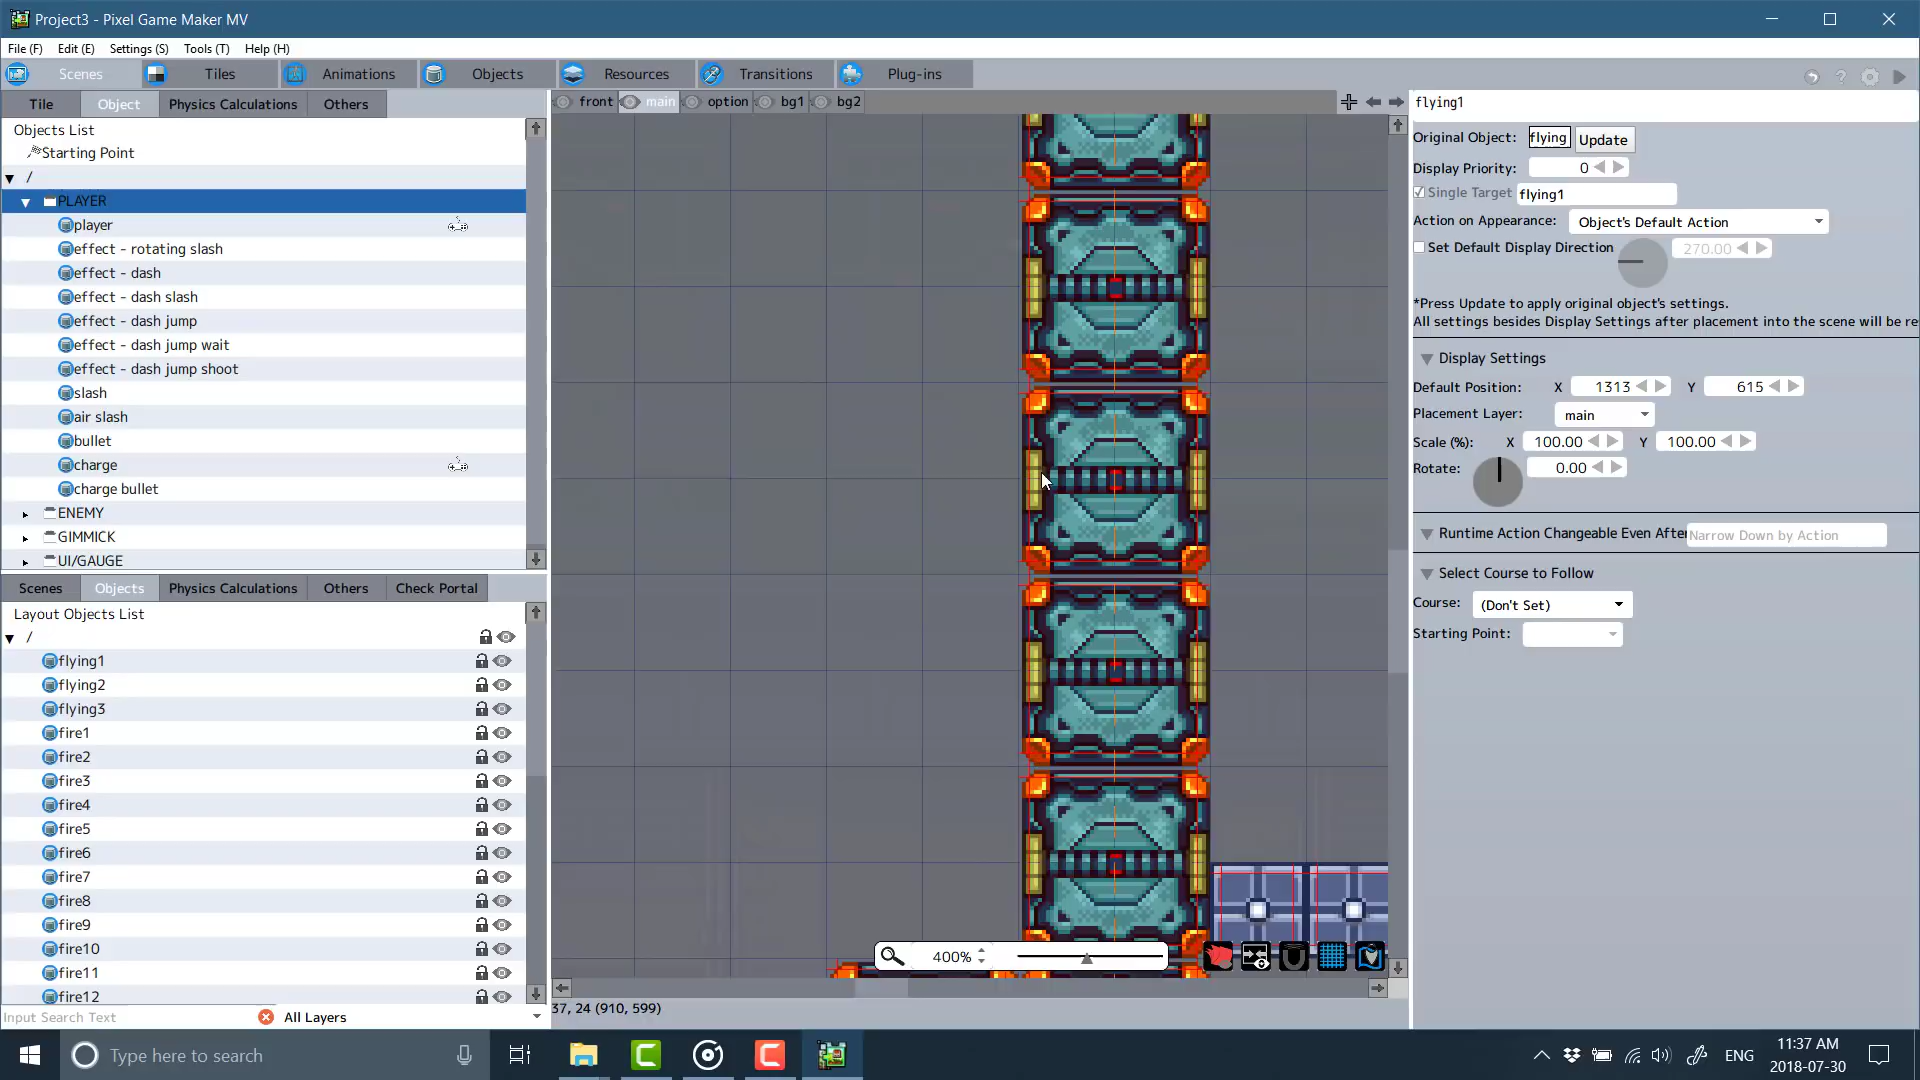 Project3 - Pixel Game Maker MV
File (F) Edit (E) Settings (S) Tools (T) Help (H)
Scenes Tiles Animations Objects Resources Transitions Plug-ins
Tile Object Physics Calculations Others
Objects List
Starting Point
/
PLAYER
player
effect - rotating slash
effect - dash
effect - dash slash
effect - dash jump
effect - dash jump wait
effect - dash jump shoot
slash
air slash
bullet
charge
charge bullet
ENEMY
GIMMICK
UI/GAUGE
Scenes Objects Physics Calculations Others Check Portal
Layout Objects List
/
flying1
flying2
flying3
fire1
fire2
fire3
fire4
fire5
fire6
fire7
fire8
fire9
fire10
fire11
fire12
Input Search Text All Layers
front main option bg1 bg2
400%
37, 24 (910, 599)
flying1
Original Object: flying Update
Display Priority: 0
Single Target flying1
Action on Appearance: Object's Default Action
Set Default Display Direction 270.00
*Press Update to apply original object's settings.
All settings besides Display Settings after placement into the scene will be re
Display Settings
Default Position: X 1313 Y 615
Placement Layer: main
Scale (%): X 100.00 Y 100.00
Rotate: 0.00
Runtime Action Changeable Even After Narrow Down by Action
Select Course to Follow
Course: (Don't Set)
Starting Point:
Type here to search
ENG
11:37 AM
2018-07-30